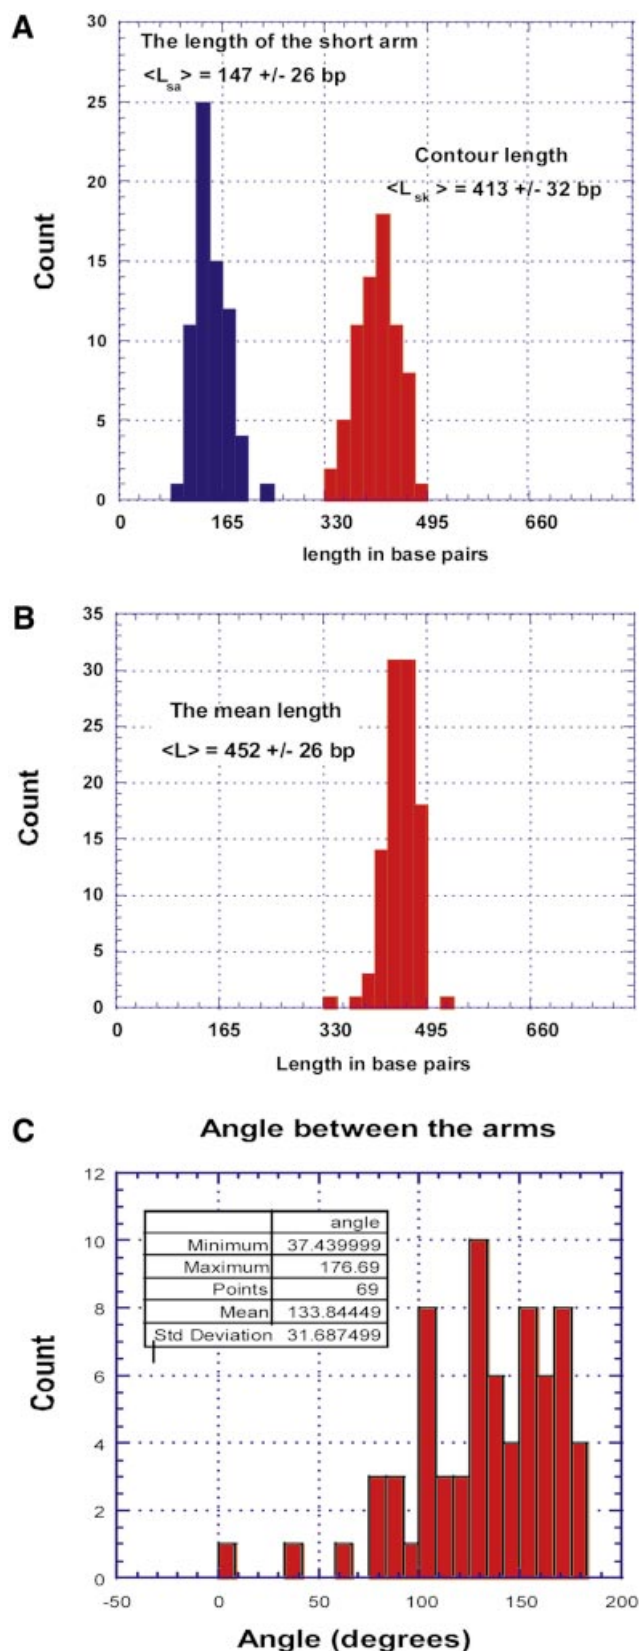 A
The length of the short arm
<L sa> = 147 +/- 26 bp
Contour length
<L sk > = 413 +/- 32 bp
30
25
20
15
10
5
0
Count
0 165 330 495 660
length in base pairs
B
The mean length
<L> = 452 +/- 26 bp
35
30
25
20
15
10
5
0
Count
0 165 330 495 660
Length in base pairs
C
Angle between the arms
angle
Minimum 37.439999
Maximum 176.69
Points 69
Mean 133.84449
Std Deviation 31.687499
12
10
8
6
4
2
0
Count
-50 0 50 100 150 200
Angle (degrees)